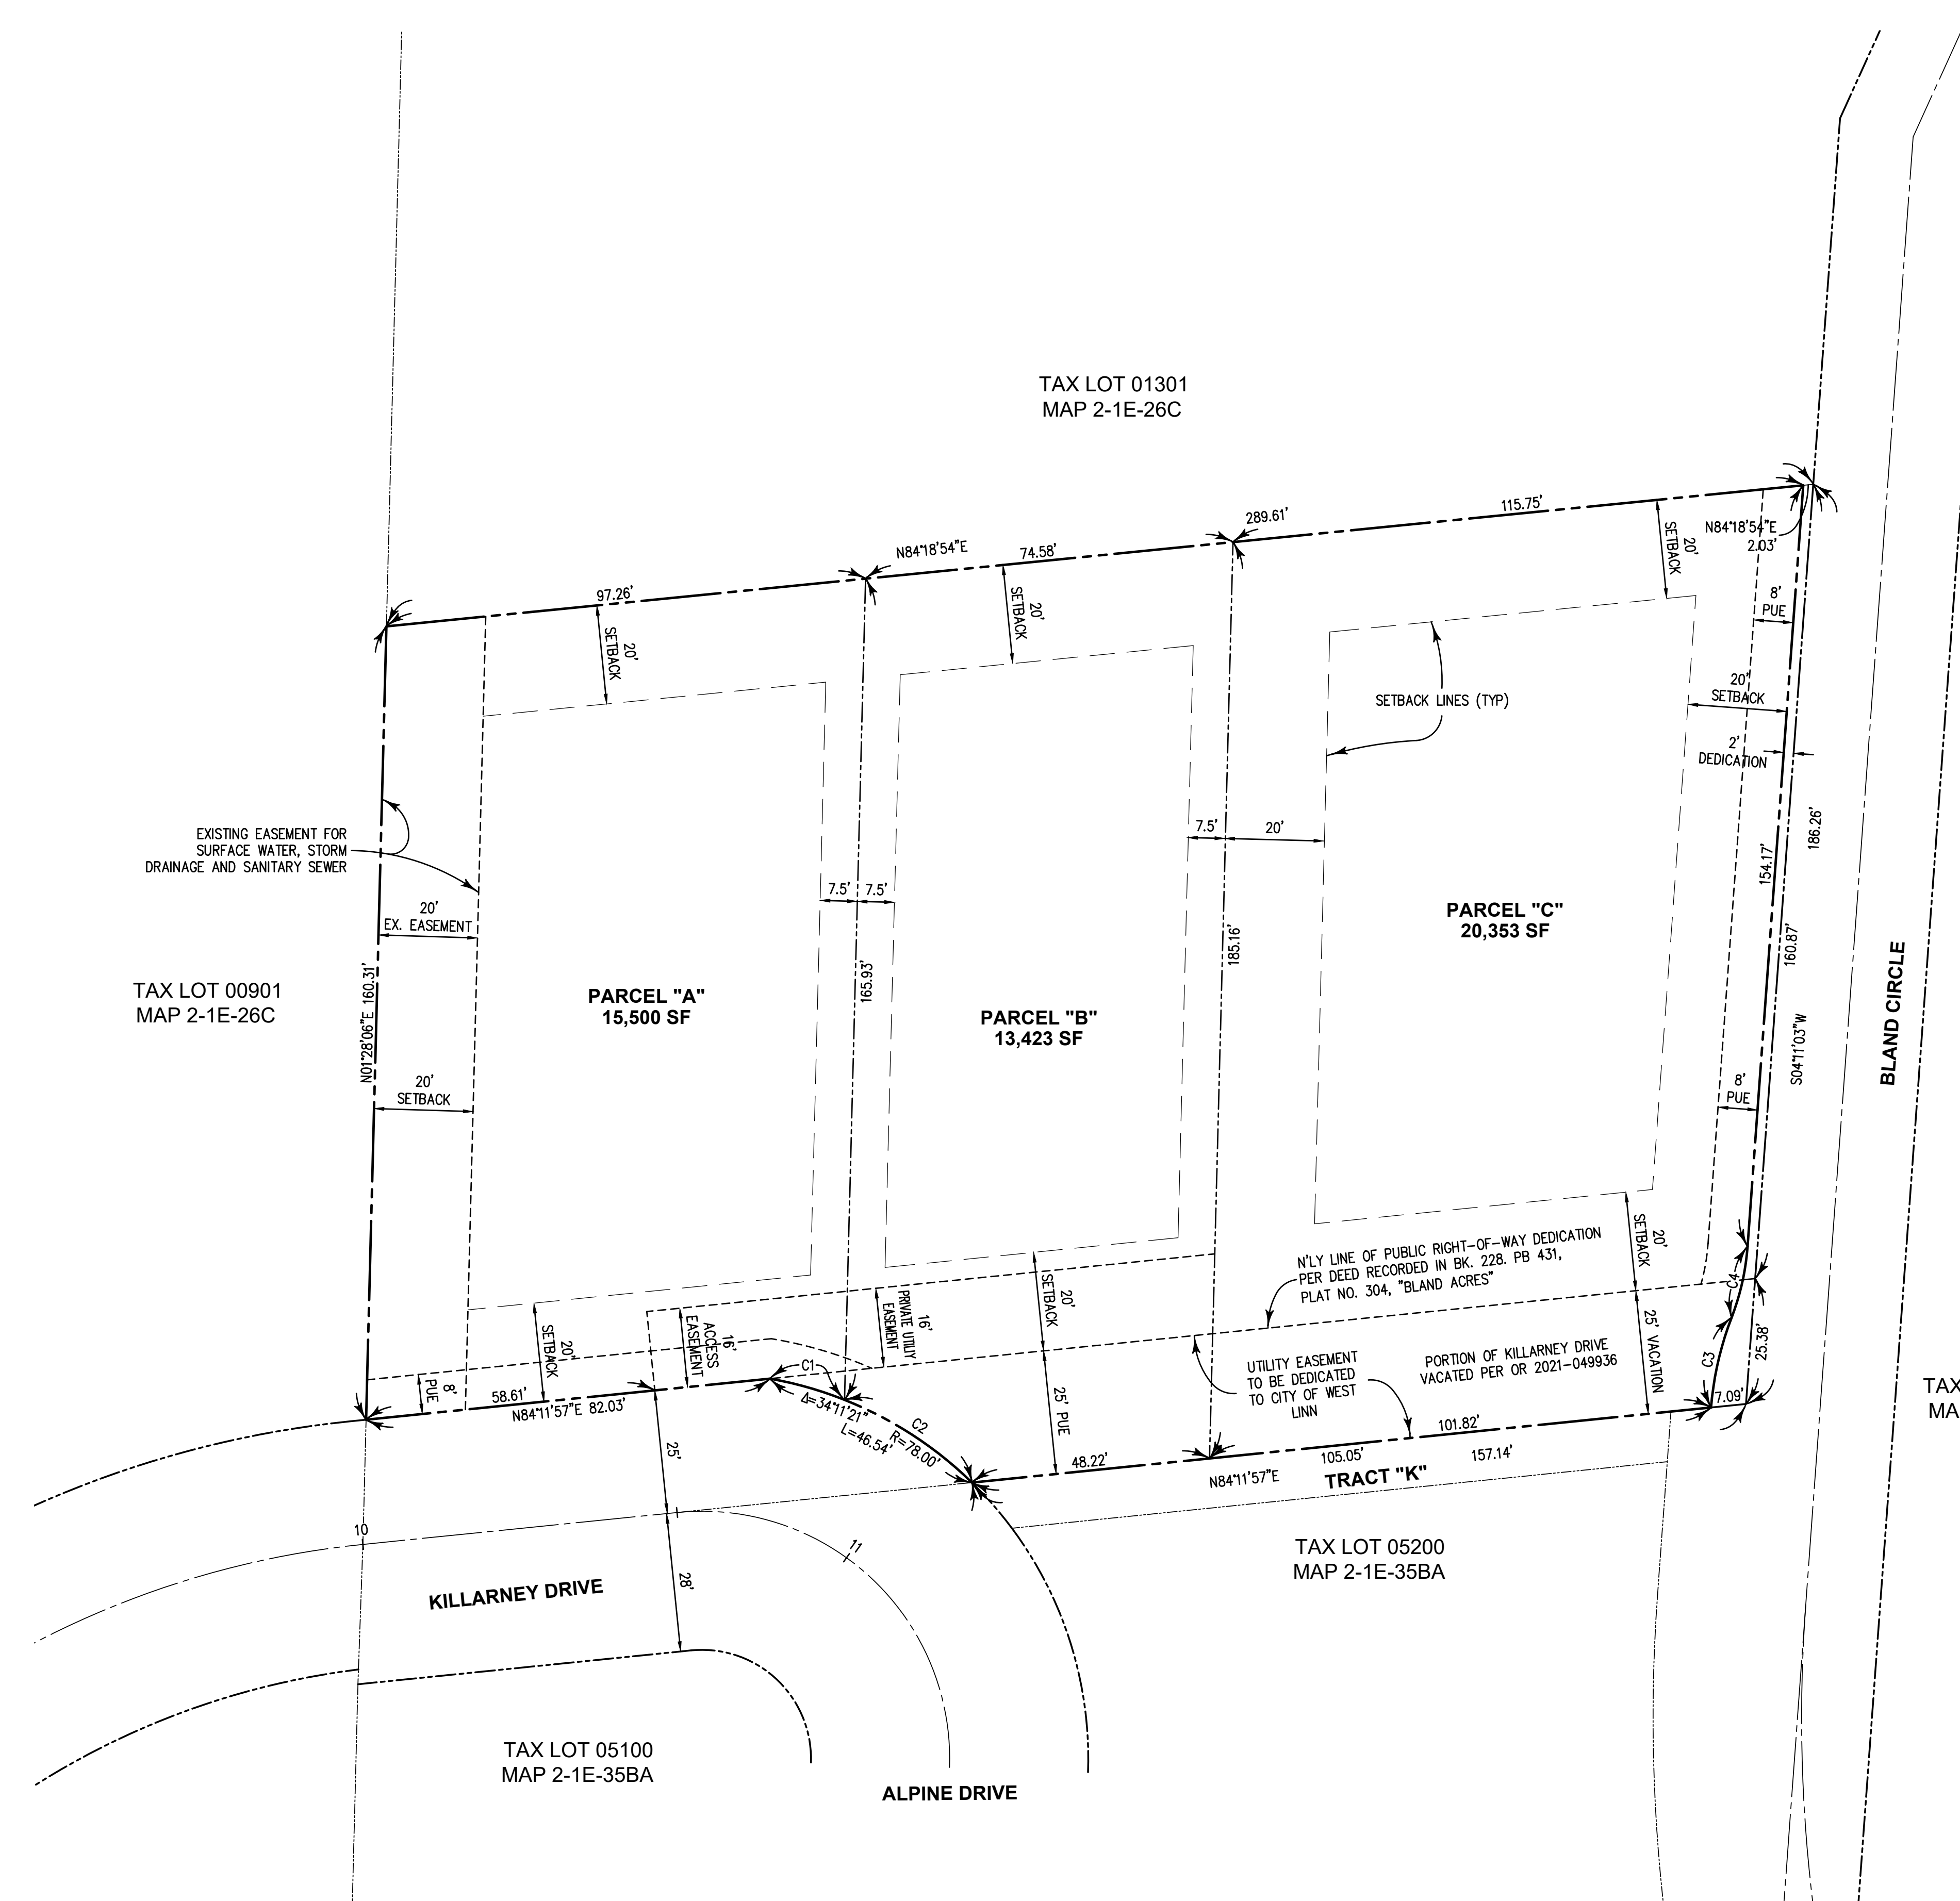 TAX LOT 01301
MAP 2-1E-26C
289.61'
115.75'
N84°18'54"E
74.58'
97.26'
N84°18'54"E
2.03'
20'
SETBACK
20'
SETBACK
20'
SETBACK
8'
PUE
20'
SETBACK
2'
DEDICATION
SETBACK LINES (TYP)
EXISTING EASEMENT FOR
SURFACE WATER, STORM
DRAINAGE AND SANITARY SEWER
20'
EX. EASEMENT
7.5'
7.5'
7.5'
20'
186.26'
154.17'
160.87'
S04°11'03"W
PARCEL "C"
20,353 SF
BLAND CIRCLE
185.16'
165.93'
N01°28'06"E 160.31'
TAX LOT 00901
MAP 2-1E-26C
PARCEL "A"
15,500 SF
PARCEL "B"
13,423 SF
20'
SETBACK
8'
PUE
N'LY LINE OF PUBLIC RIGHT-OF-WAY DEDICATION
PER DEED RECORDED IN BK. 228. PB 431,
PLAT NO. 304, "BLAND ACRES"
20'
SETBACK
20'
SETBACK
20'
SETBACK
16'
PRIVATE UTILIY
EASEMENT
16'
ACCESS
EASEMENT
C1
C4
C3
25' VACATION
25.38'
7.09'
UTILITY EASEMENT
TO BE DEDICATED
TO CITY OF WEST
LINN
PORTION OF KILLARNEY DRIVE
VACATED PER OR 2021-049936
8'
PUE
58.61'
N84°11'57"E 82.03'
Δ=34°11'21"
L=46.54'
R=78.00'
C2
25' PUE
48.22'
101.82'
N84°11'57"E
105.05'
157.14'
TRACT "K"
25'
28'
10
11
KILLARNEY DRIVE
TAX LOT 05200
MAP 2-1E-35BA
TAX LOT 05100
MAP 2-1E-35BA
ALPINE DRIVE
TAX
MA